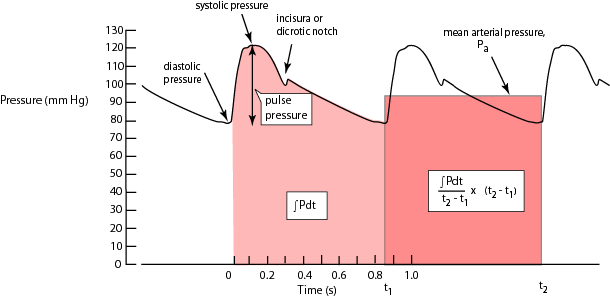 systolic pressure
incisura or
dicrotic notch
mean arterial pressure,
Pa
diastolic
pressure
Pressure (mm Hg)
130
120
110
100
90
80
70
60
50
40
30
20
10
0
pulse
pressure
∫Pdt
∫Pdt
t2 - t1
x (t2 - t1)
0 0.2 0.4 0.6 0.8 1.0
Time (s)
t1
t2